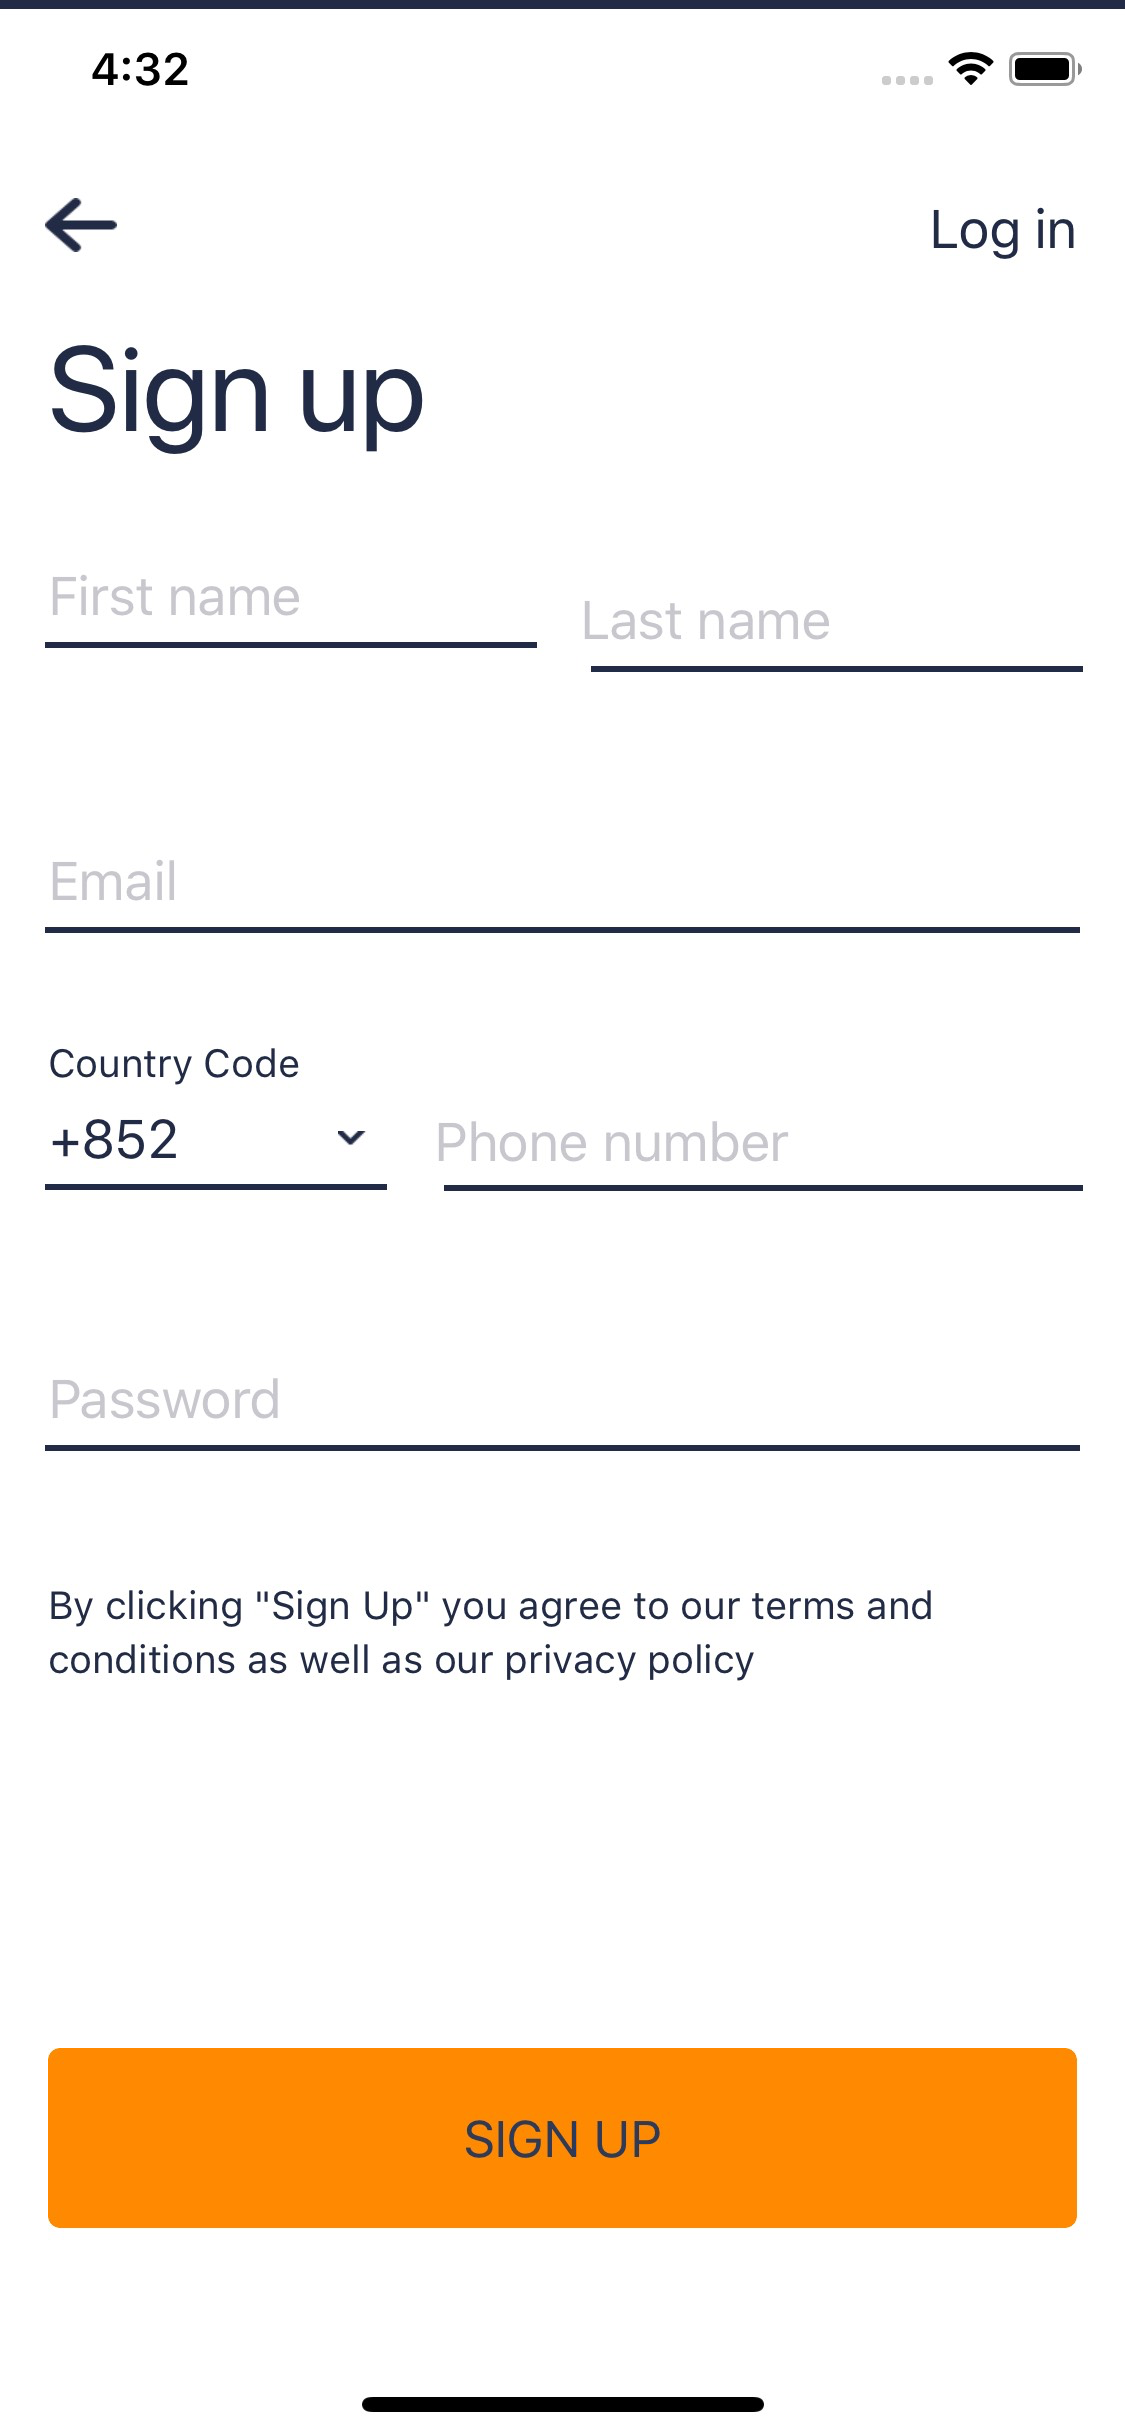 4:32
Log in
Sign up
First name
Last name
Email
Country Code
+852
Phone number
Password
By clicking "Sign Up" you agree to our terms and
conditions as well as our privacy policy
SIGN UP